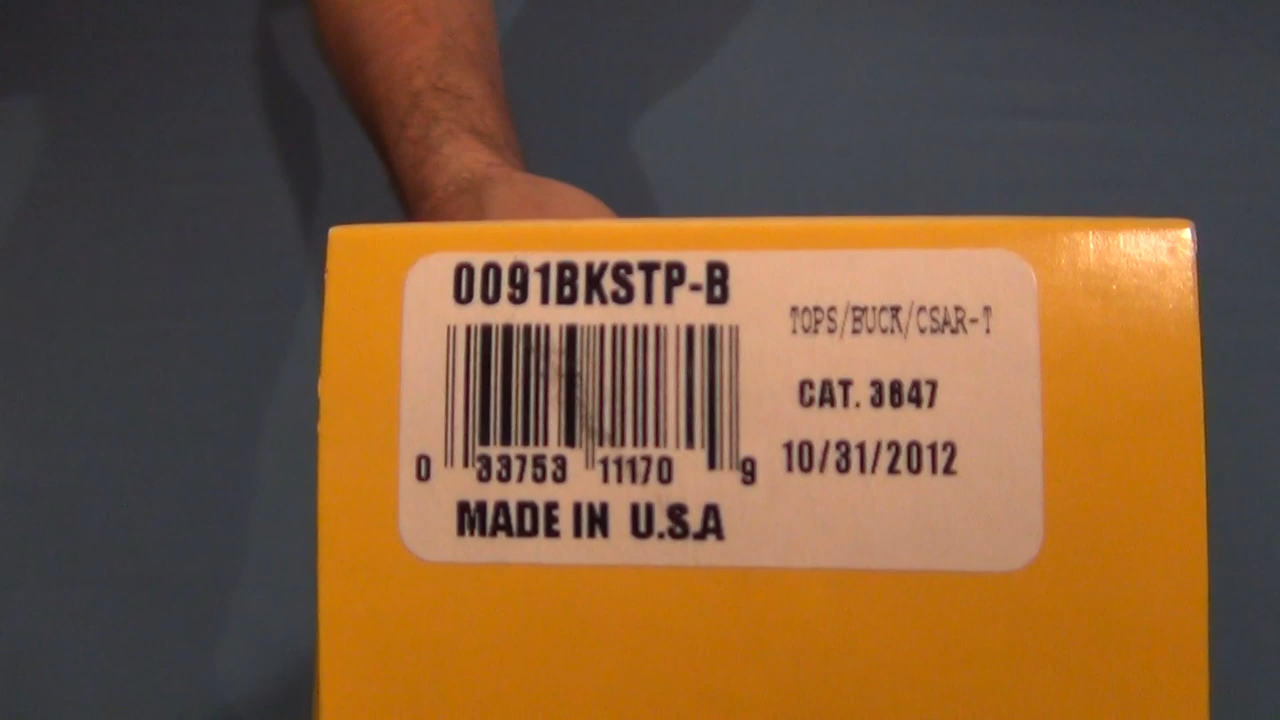 0091BKSTP-B
TOPS/BUCK/CSAR-T
CAT. 3647
10/31/2012
0 33753 11170 9
MADE IN U.S.A